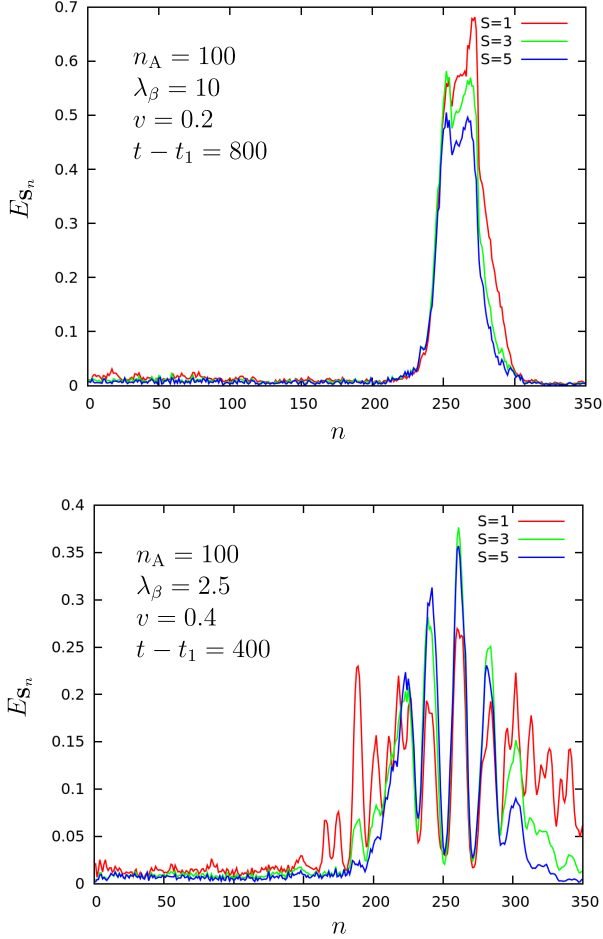 0.7
S=1
S=3
S=5
n_A = 100
λ_β = 10
v = 0.2
t − t_1 = 800
0.6
0.5
0.4
0.3
0.2
0.1
0
E_{S_n}
0 50 100 150 200 250 300 350
n
0.4
S=1
S=3
S=5
n_A = 100
λ_β = 2.5
v = 0.4
t − t_1 = 400
0.35
0.3
0.25
0.2
0.15
0.1
0.05
0
E_{S_n}
0 50 100 150 200 250 300 350
n